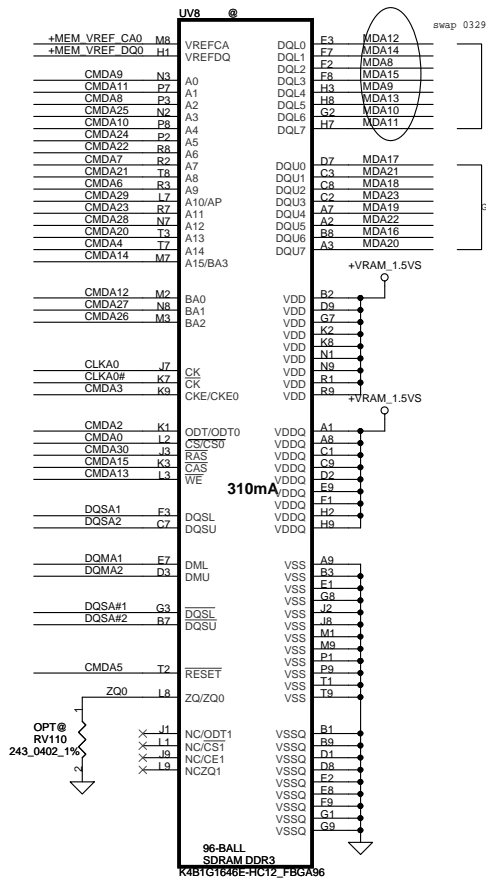 UV8 @
swap 0329
+MEM_VREF_CA0 M8 VREFCA DQL0 E3 MDA12
+MEM_VREF_DQ0 H1 VREFDQ DQL1 F7 MDA14
DQL2 F2 MDA8
CMDA9 N3 A0 DQL3 F8 MDA15
CMDA11 P7 A1 DQL4 H3 MDA9
CMDA8 P3 A2 DQL5 H8 MDA13
CMDA25 N2 A3 DQL6 G2 MDA10
CMDA10 P8 A4 DQL7 H7 MDA11
CMDA24 P2 A5
CMDA22 R8 A6
CMDA7 R2 A7 DQU0 D7 MDA17
CMDA21 T8 A8 DQU1 C3 MDA21
CMDA6 R3 A9 DQU2 C8 MDA18
CMDA29 L7 A10/AP DQU3 C2 MDA23
CMDA23 R7 A11 DQU4 A7 MDA19
CMDA28 N7 A12 DQU5 A2 MDA22
CMDA20 T3 A13 DQU6 B8 MDA16
CMDA4 T7 A14 DQU7 A3 MDA20
CMDA14 M7 A15/BA3
+VRAM_1.5VS
CMDA12 M2 BA0 VDD B2
CMDA27 N8 BA1 VDD D9
CMDA26 M3 BA2 VDD G7
VDD K2
VDD K8
VDD N1
CLKA0 J7 CK VDD N9
CLKA0# K7 CK VDD R1
CMDA3 K9 CKE/CKE0 VDD R9
+VRAM_1.5VS
CMDA2 K1 ODT/ODT0 VDDQ A1
CMDA0 L2 CS/CS0 VDDQ A8
CMDA30 J3 RAS VDDQ C1
CMDA15 K3 CAS VDDQ C9
CMDA13 L3 WE VDDQ D2
310mA VDDQ E9
VDDQ F1
DQSA1 F3 DQSL VDDQ H2
DQSA2 C7 DQSU VDDQ H9
DQMA1 E7 DML VSS A9
DQMA2 D3 DMU VSS B3
VSS E1
VSS G8
DQSA#1 G3 DQSL VSS J2
DQSA#2 B7 DQSU VSS J8
VSS M1
VSS M9
VSS P1
CMDA5 T2 RESET VSS P9
VSS T1
ZQ0 L8 ZQ/ZQ0 VSS T9
1
OPT@
RV110
243_0402_1%
2
J1 NC/ODT1 VSSQ B1
L1 NC/CS1 VSSQ B9
J9 NC/CE1 VSSQ D1
L9 NCZQ1 VSSQ D8
VSSQ E2
VSSQ E8
VSSQ F9
VSSQ G1
VSSQ G9
96-BALL
SDRAM DDR3
K4B1G1646E-HC12_FBGA96